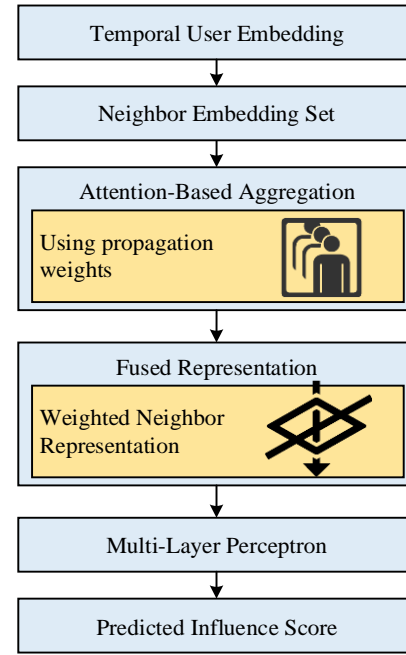 Temporal User Embedding
Neighbor Embedding Set
Attention-Based Aggregation
Using propagation
weights
Fused Representation
Weighted Neighbor
Representation
Multi-Layer Perceptron
Predicted Influence Score